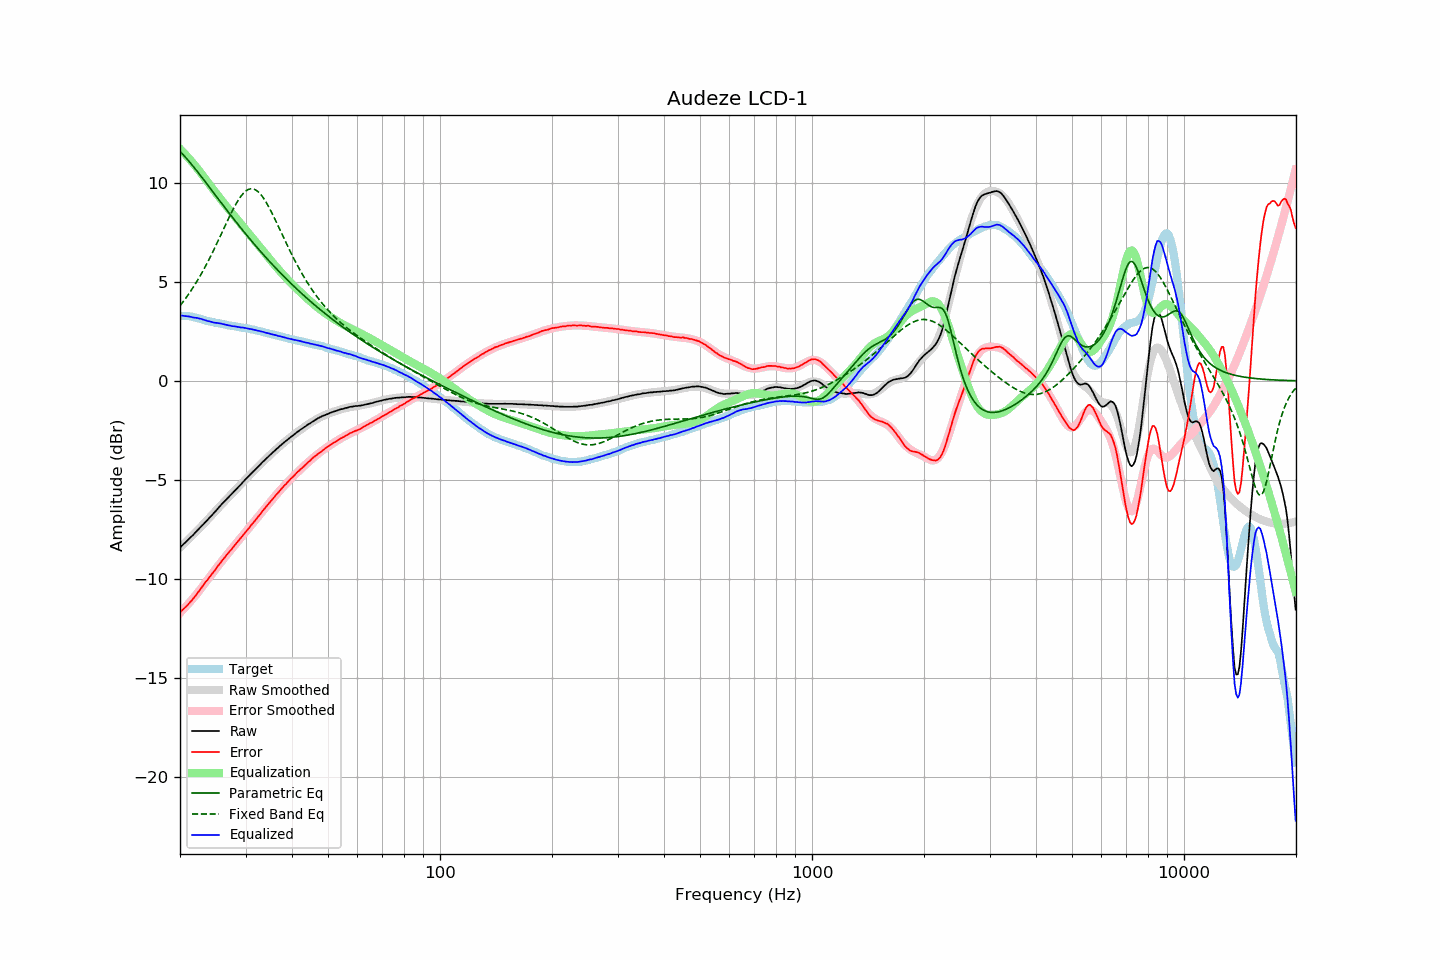 Audeze LCD-1
10
5
0
−5
−10
−15
−20
Amplitude (dBr)
Target
Raw Smoothed
Error Smoothed
Raw
Error
Equalization
Parametric Eq
Fixed Band Eq
Equalized
100
1000
10000
Frequency (Hz)